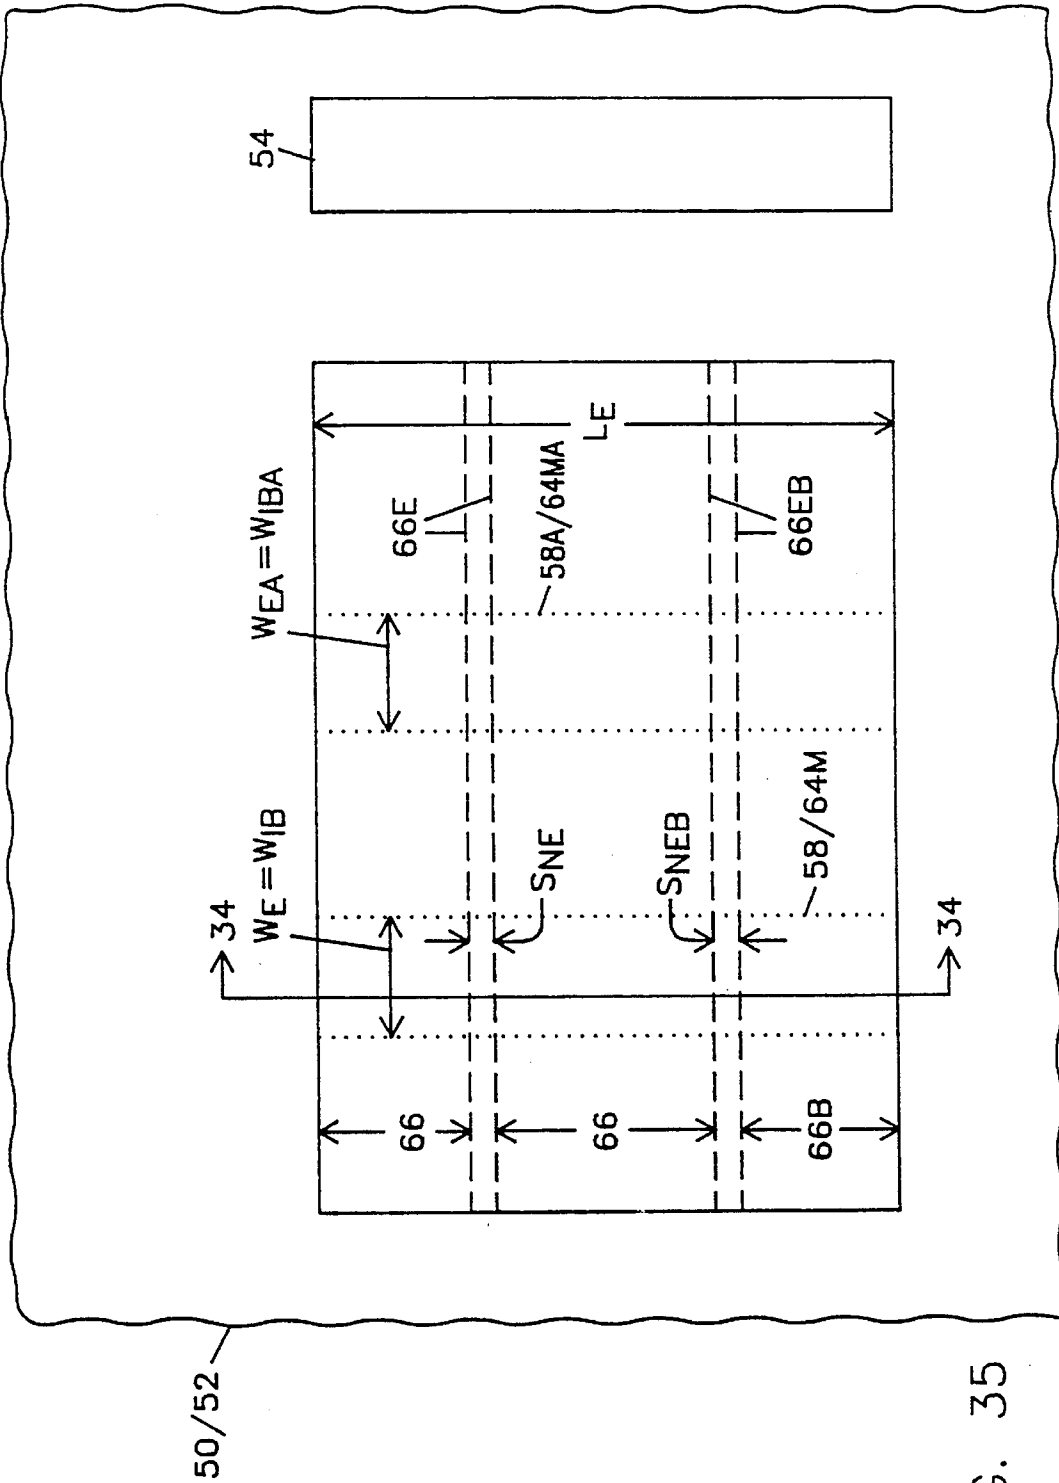 50/52
34
W_E=W_IB
W_EA=W_IBA
54
66
66E
S_NE
58A/64MA
66
L_E
S_NEB
66B
58/64M
66EB
34
G. 35